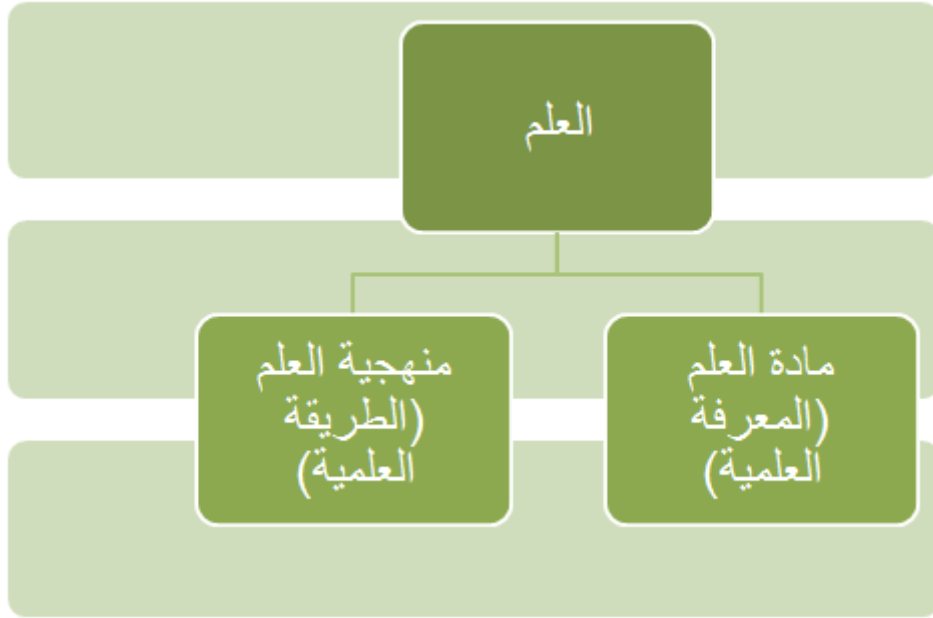 العلم
مادة العلم
(المعرفة
العلمية)
منهجية العلم
(الطريقة
العلمية)